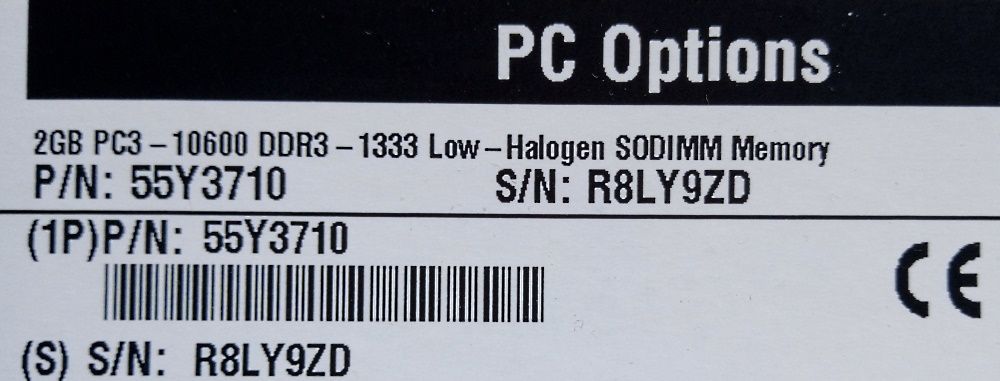 PC Options
2GB PC3-10600 DDR3-1333 Low-Halogen SODIMM Memory
P/N: 55Y3710 S/N: R8LY9ZD
(1P)P/N: 55Y3710
CE
(S) S/N: R8LY9ZD